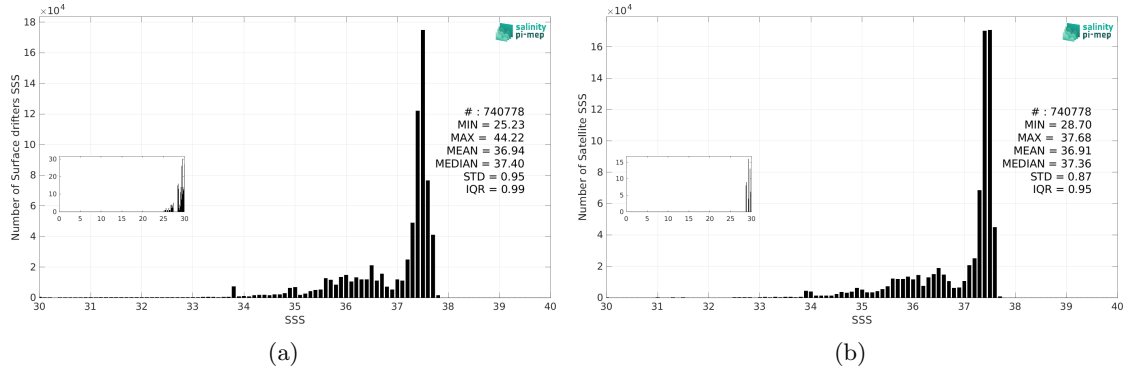 ×10⁴
salinity
pi-mep
Number of Surface drifters SSS
18
16
14
12
10
8
6
4
2
0
# : 740778
MIN = 25.23
MAX = 44.22
MEAN = 36.94
MEDIAN = 37.40
STD = 0.95
IQR = 0.99
30
20
10
0
0 5 10 15 20 25 30
30 31 32 33 34 35 36 37 38 39 40
SSS
(a)
×10⁴
salinity
pi-mep
Number of Satellite SSS
18
16
14
12
10
8
6
4
2
0
# : 740778
MIN = 28.70
MAX = 37.68
MEAN = 36.91
MEDIAN = 37.36
STD = 0.87
IQR = 0.95
15
10
5
0
0 5 10 15 20 25 30
30 31 32 33 34 35 36 37 38 39 40
SSS
(b)